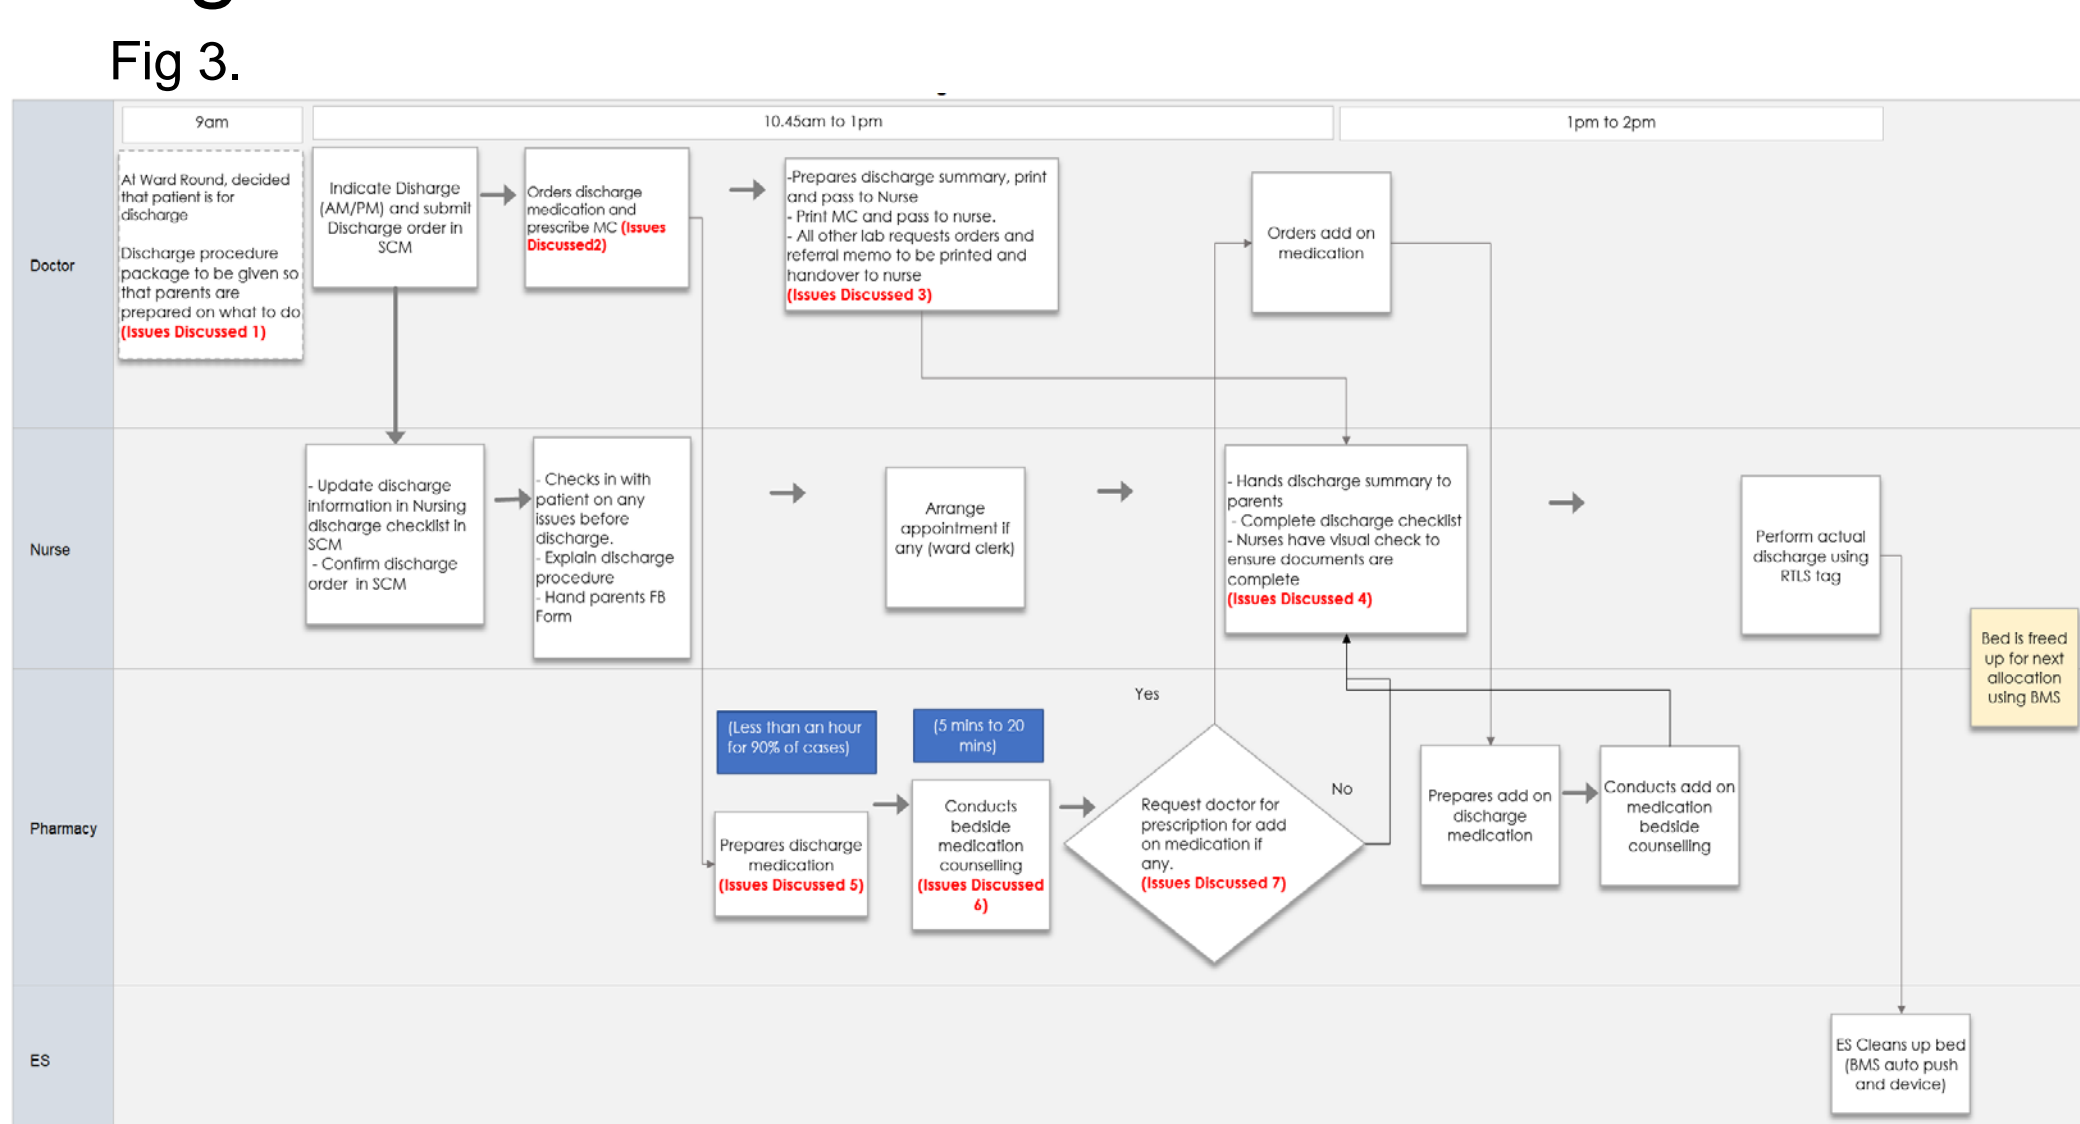 Fig 3.
9am
10.45am to 1pm
1pm to 2pm
Doctor
At Ward Round, decided
that patient is for
discharge
Discharge procedure
package to be given so
that parents are
prepared on what to do
(Issues Discussed 1)
Indicate Disharge
(AM/PM) and submit
Discharge order in
SCM
Orders discharge
medication and
prescribe MC (Issues
Discussed2)
-Prepares discharge summary, print
and pass to Nurse
- Print MC and pass to nurse.
- All other lab requests orders and
referral memo to be printed and
handover to nurse
(Issues Discussed 3)
Orders add on
medication
Nurse
- Update discharge
information in Nursing
discharge checklist in
SCM
- Confirm discharge
order in SCM
- Checks in with
patient on any
issues before
discharge.
- Explain discharge
procedure
- Hand parents FB
Form
Arrange
appointment if
any (ward clerk)
- Hands discharge summary to
parents
- Complete discharge checklist
- Nurses have visual check to
ensure documents are
complete
(Issues Discussed 4)
Perform actual
discharge using
RTLS tag
Bed is freed
up for next
allocation
using BMS
Pharmacy
(Less than an hour
for 90% of cases)
(5 mins to 20
mins)
Yes
No
Prepares discharge
medication
(Issues Discussed 5)
Conducts
bedside
medication
counselling
(Issues Discussed
6)
Request doctor for
prescription for add
on medication if
any.
(Issues Discussed 7)
Prepares add on
discharge
medication
Conducts add on
medication
bedside
counselling
ES
ES Cleans up bed
(BMS auto push
and device)